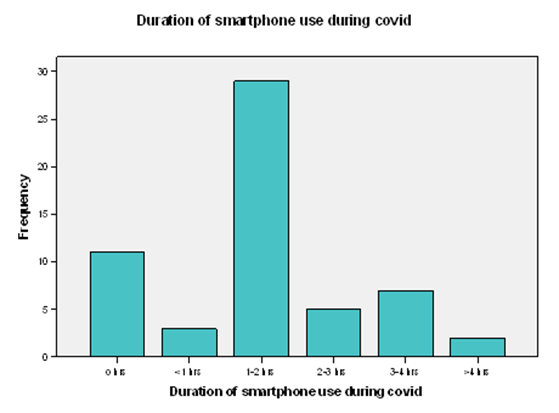 Duration of smartphone use during covid
Frequency
30
25
20
15
10
5
0
0 hrs
<1 hrs
1-2 hrs
2-3 hrs
3-4 hrs
>4 hrs
Duration of smartphone use during covid